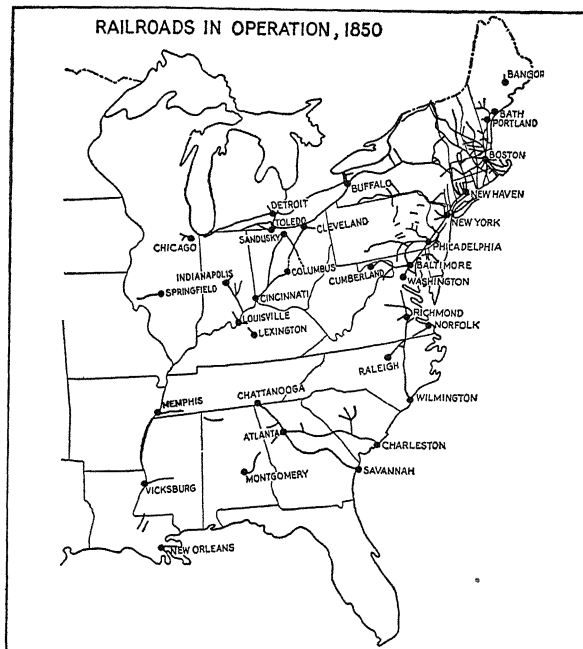 RAILROADS IN OPERATION, 1850
BANGOR
BATH
PORTLAND
BOSTON
BUFFALO
NEW HAVEN
DETROIT
TOLEDO
CLEVELAND
NEW YORK
SANDUSKY
CHICAGO
PHILADELPHIA
INDIANAPOLIS
COLUMBUS
CUMBERLAND
BALTIMORE
WASHINGTON
SPRINGFIELD
CINCINNATI
LOUISVILLE
RICHMOND
LEXINGTON
NORFOLK
RALEIGH
MEMPHIS
CHATTANOOGA
WILMINGTON
ATLANTA
CHARLESTON
MONTGOMERY
SAVANNAH
VICKSBURG
NEW ORLEANS